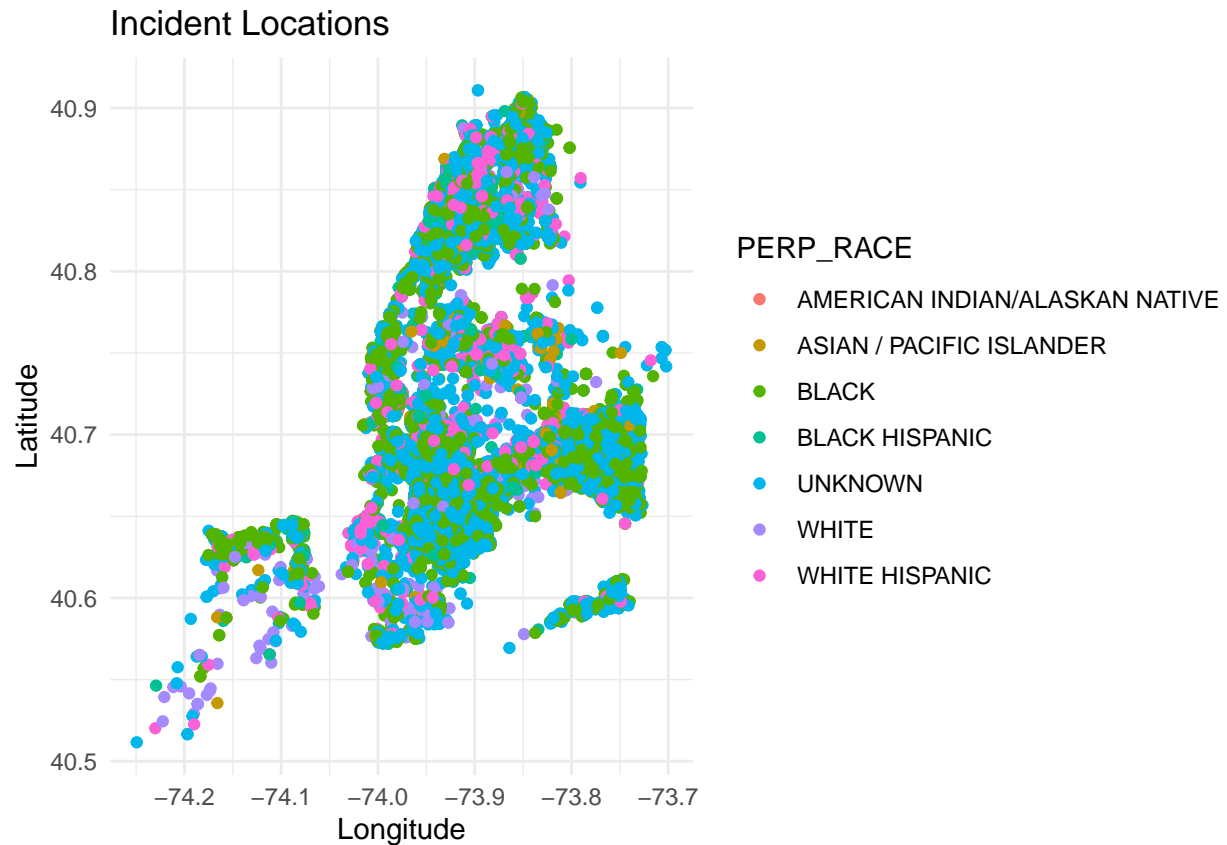 Incident Locations
40.9
40.8
40.7
40.6
40.5
Latitude
−74.2 −74.1 −74.0 −73.9 −73.8 −73.7
Longitude
PERP_RACE
AMERICAN INDIAN/ALASKAN NATIVE
ASIAN / PACIFIC ISLANDER
BLACK
BLACK HISPANIC
UNKNOWN
WHITE
WHITE HISPANIC